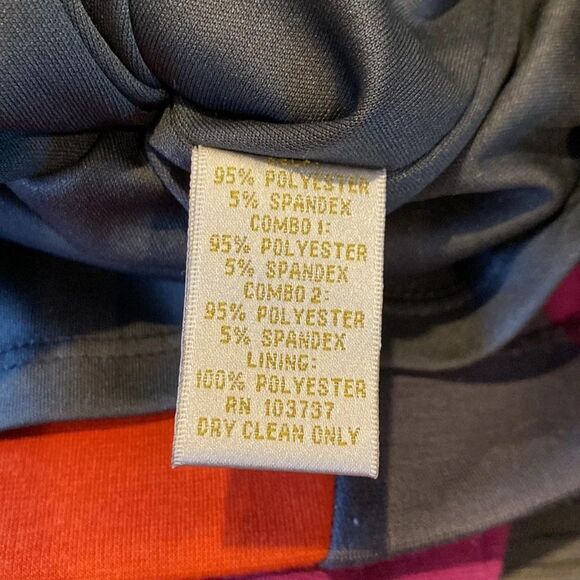 95% POLYESTER
5% SPANDEX
COMBO 1:
95% POLYESTER
5% SPANDEX
COMBO 2:
95% POLYESTER
5% SPANDEX
LINING:
100% POLYESTER
RN 103737
DRY CLEAN ONLY